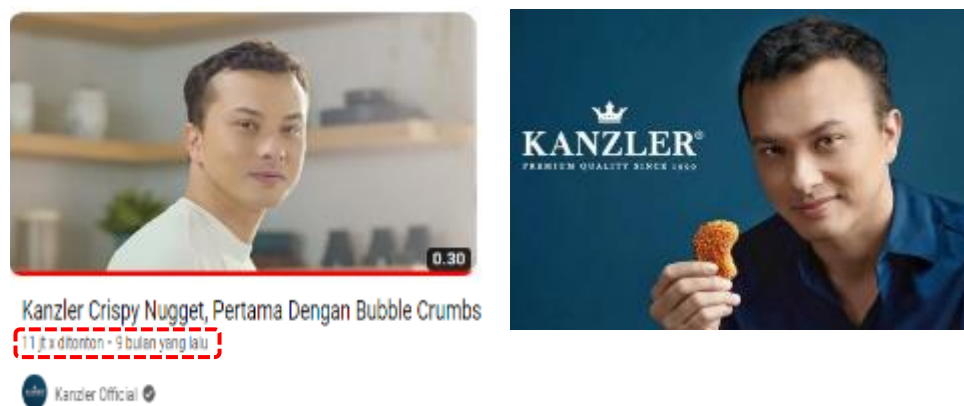 0.30
Kanzler Crispy Nugget, Pertama Dengan Bubble Crumbs
11 jt x ditonton • 9 bulan yang lalu
Kanzler Official
KANZLER®
PREMIUM QUALITY SINCE 1990